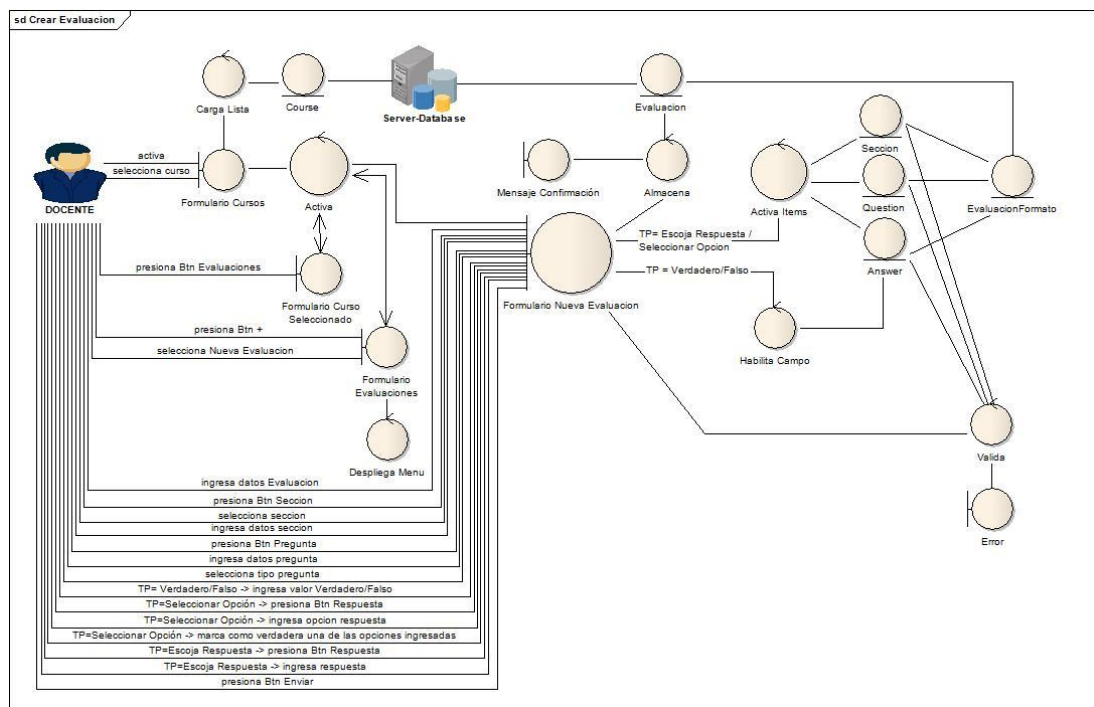 sd Crear Evaluacion
Carga Lista
Course
Server-Database
Evaluacion
Seccion
activa
selecciona curso
DOCENTE
Formulario Cursos
Activa
Mensaje Confirmación
Almacena
Activa Items
Question
EvaluacionFormato
TP= Escoja Respuesta /
Seleccionar Opcion
Answer
presiona Btn Evaluaciones
TP = Verdadero/Falso
Formulario Curso
Seleccionado
Formulario Nueva Evaluacion
presiona Btn +
selecciona Nueva Evaluacion
Habilita Campo
Formulario
Evaluaciones
Despliega Menu
Valida
ingresa datos Evaluacion
presiona Btn Seccion
selecciona seccion
ingresa datos seccion
presiona Btn Pregunta
Error
ingresa datos pregunta
selecciona tipo pregunta
TP= Verdadero/Falso -> ingresa valor Verdadero/Falso
TP=Seleccionar Opción -> presiona Btn Respuesta
TP=Seleccionar Opción -> ingresa opcion respuesta
TP=Seleccionar Opción -> marca como verdadera una de las opciones ingresadas
TP=Escoja Respuesta -> presiona Btn Respuesta
TP=Escoja Respuesta -> ingresa respuesta
presiona Btn Enviar